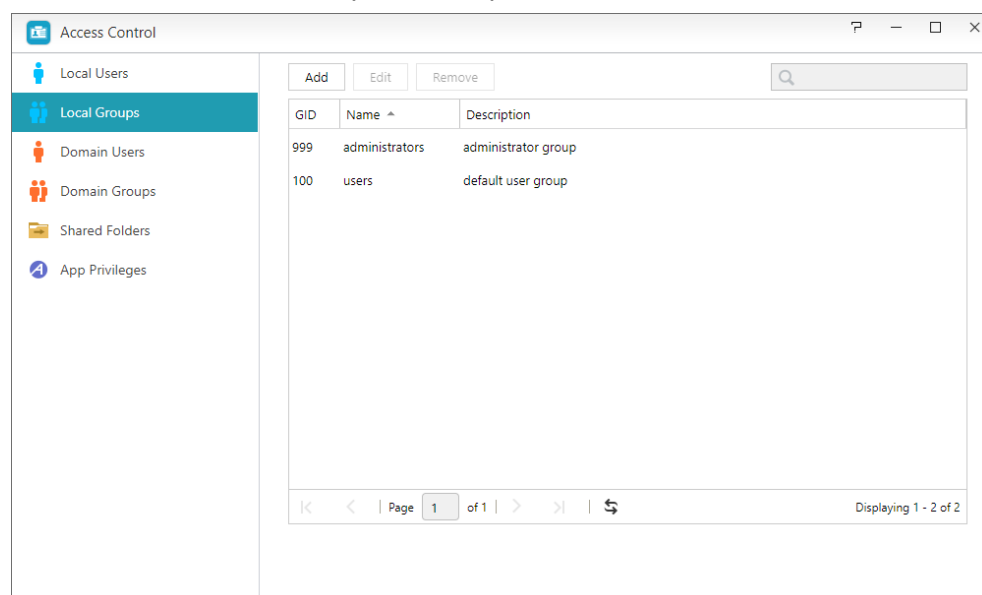 Access Control
Local Users
Local Groups
Domain Users
Domain Groups
Shared Folders
App Privileges
Add Edit Remove
GID Name Description
999 administrators administrator group
100 users default user group
Page 1 of 1 Displaying 1 - 2 of 2